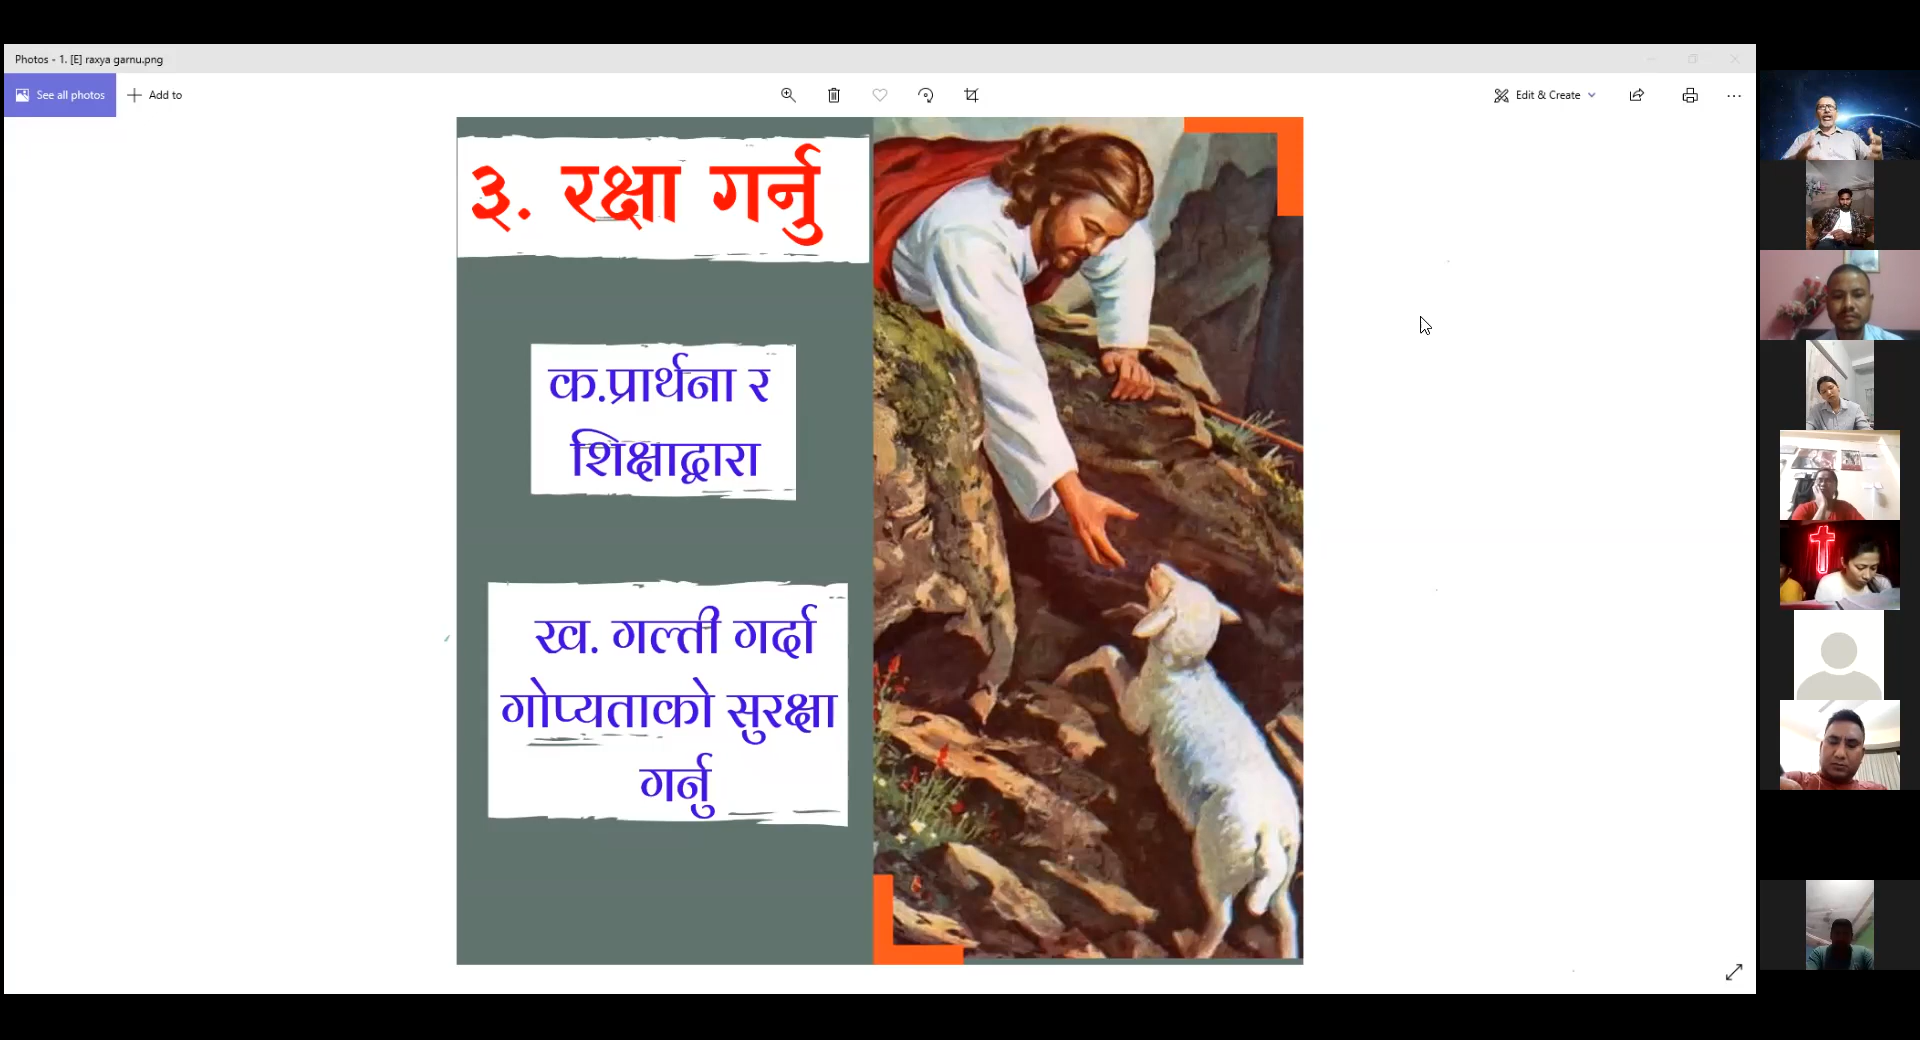 Photos - 1. [E] raxya garnu.png
See all photos
Add to
Edit & Create
३. रक्षा गर्नु
क.प्रार्थना र
शिक्षाद्वारा
ख. गल्ती गर्दा
गोप्यताको सुरक्षा
गर्नु